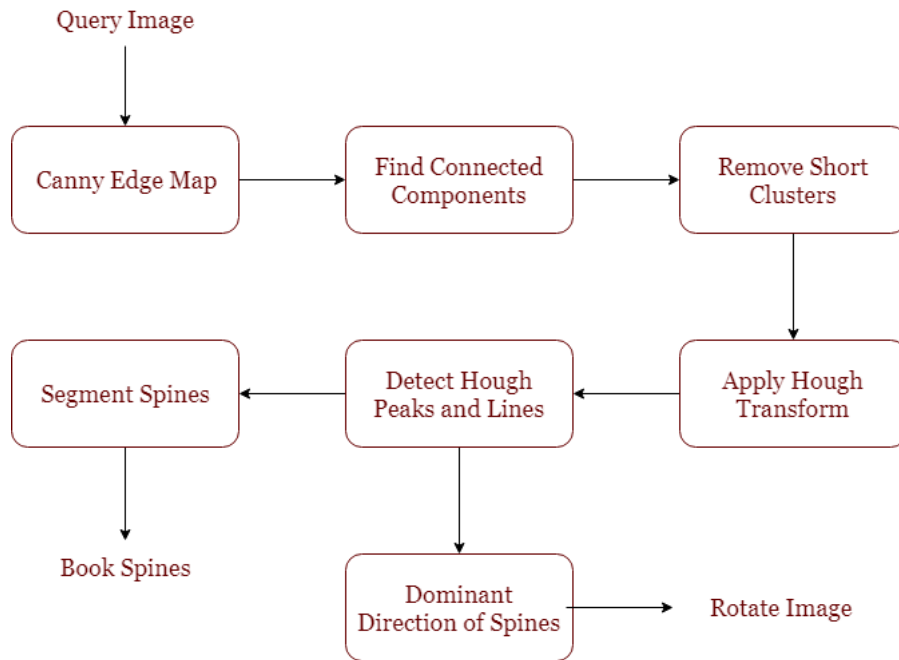 Query Image
Canny Edge Map
Find Connected
Components
Remove Short
Clusters
Segment Spines
Detect Hough
Peaks and Lines
Apply Hough
Transform
Book Spines
Dominant
Direction of Spines
Rotate Image